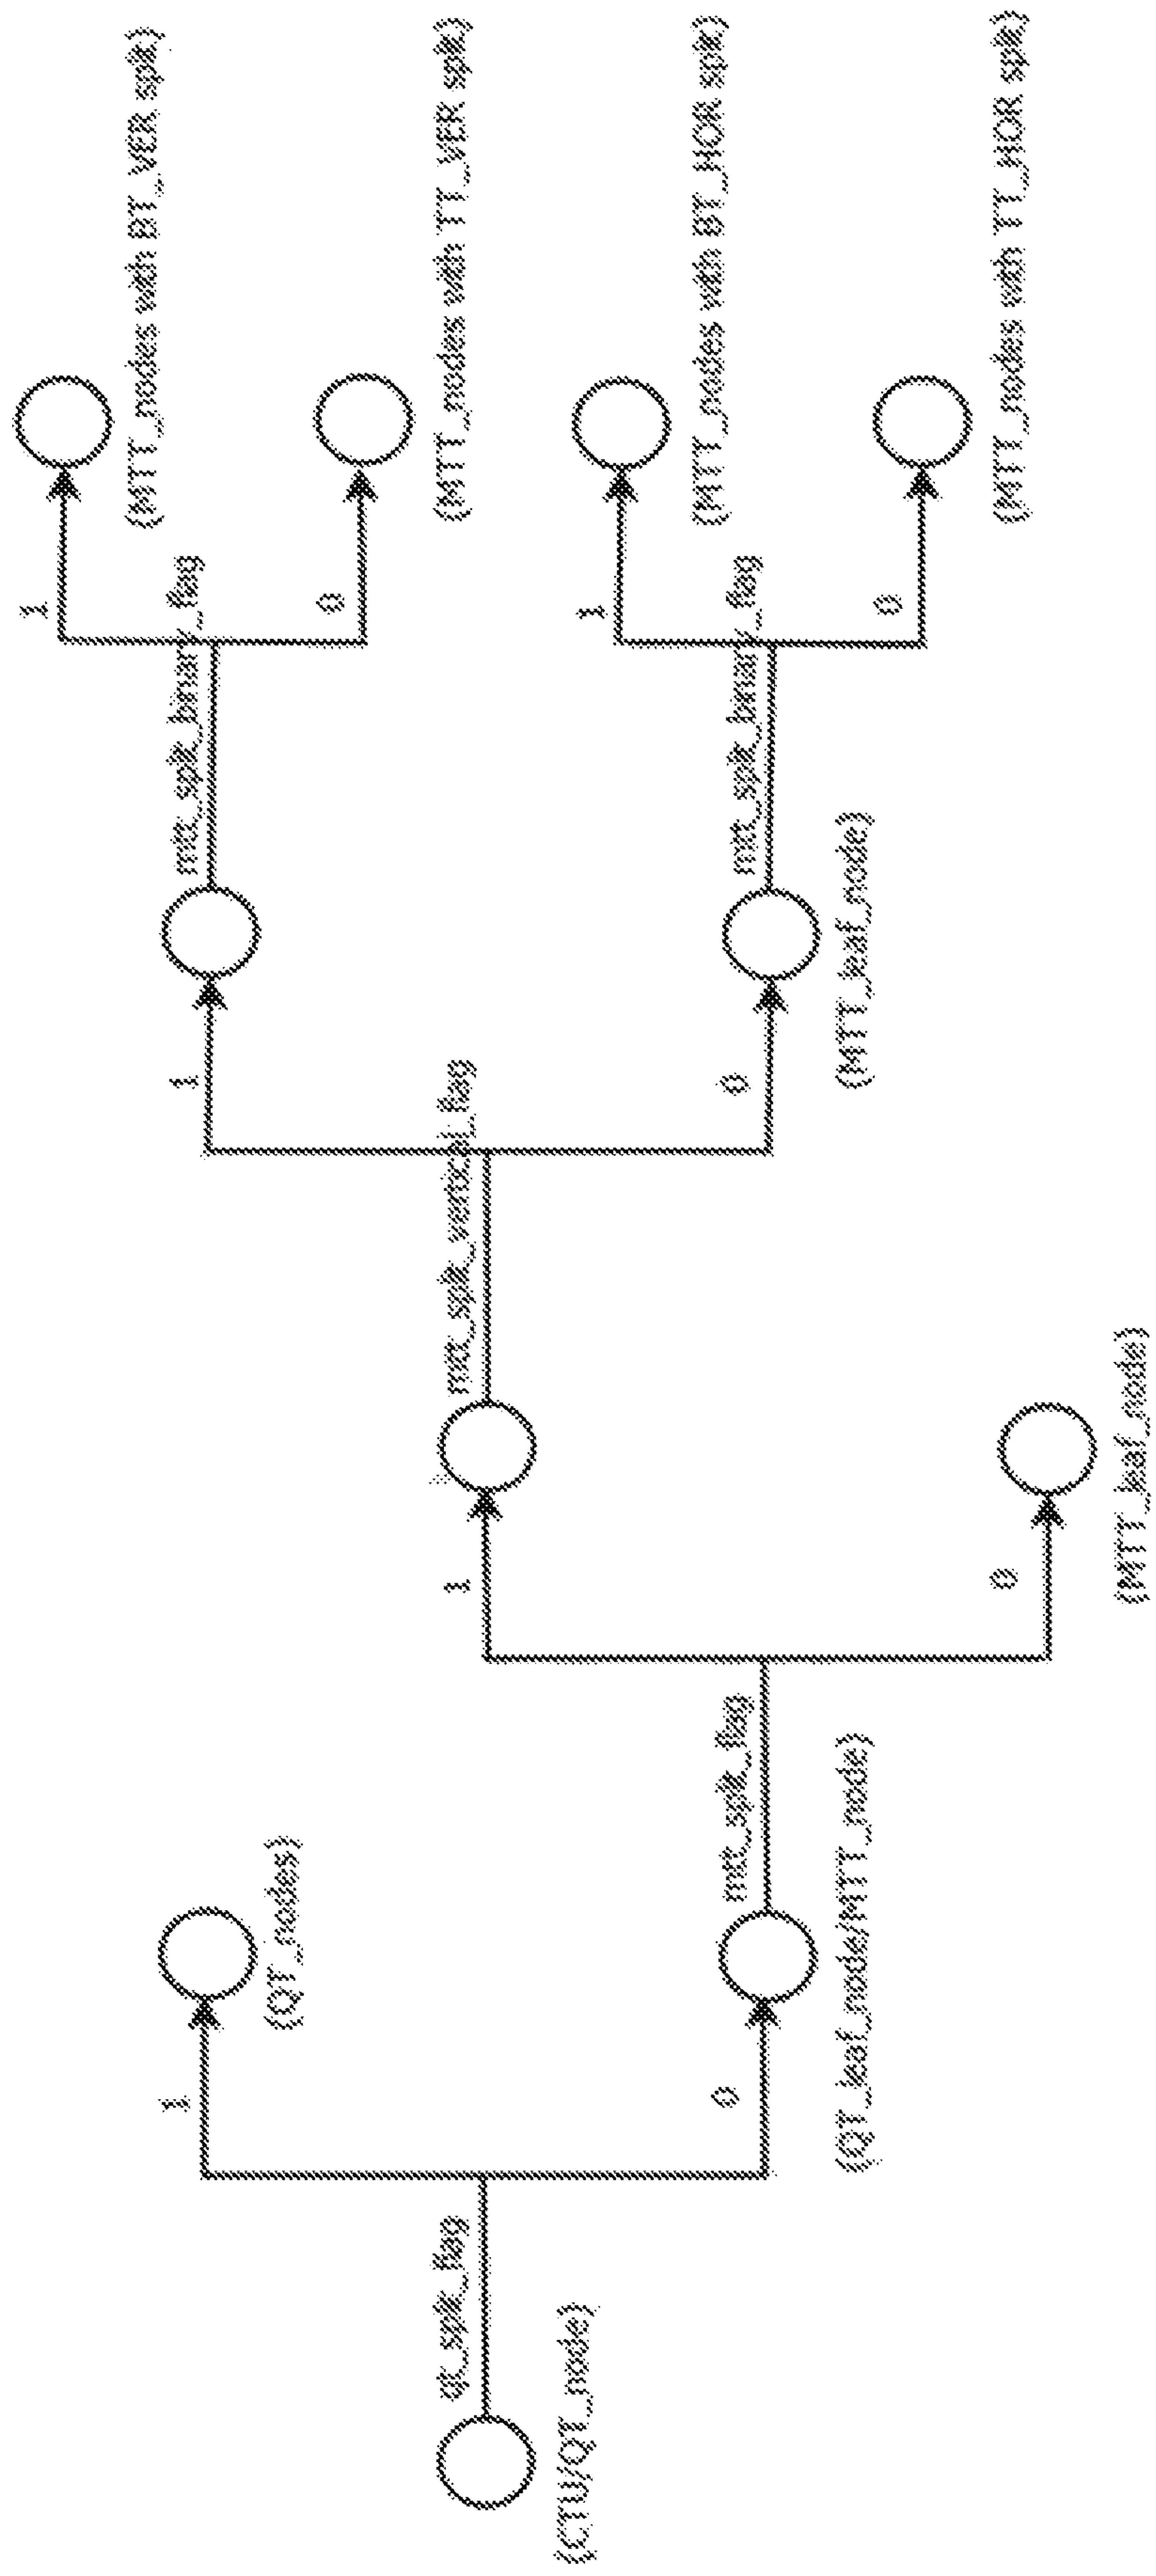 (CTU/QT_node)
qt_split_flag
1
(QT_nodes)
0
(QT_leaf_node/MTT_node)
mtt_split_flag
1
0
(MTT_leaf_node)
mtt_split_vertical_flag
1
mtt_split_binary_flag
0
(MTT_leaf_node)
mtt_split_binary_flag
1
(MTT_nodes with BT_VER split)
0
(MTT_nodes with TT_VER split)
1
(MTT_nodes with BT_HOR split)
0
(MTT_nodes with TT_HOR split)